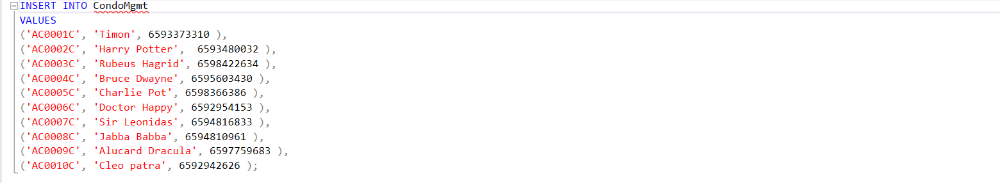 INSERT INTO CondoMgmt
VALUES
('AC0001C', 'Timon', 6593373310 ),
('AC0002C', 'Harry Potter',  6593480032 ),
('AC0003C', 'Rubeus Hagrid', 6598422634 ),
('AC0004C', 'Bruce Dwayne', 6595603430 ),
('AC0005C', 'Charlie Pot', 6598366386 ),
('AC0006C', 'Doctor Happy', 6592954153 ),
('AC0007C', 'Sir Leonidas', 6594816833 ),
('AC0008C', 'Jabba Babba', 6594810961 ),
('AC0009C', 'Alucard Dracula', 6597759683 ),
('AC0010C', 'Cleo patra', 6592942626 );